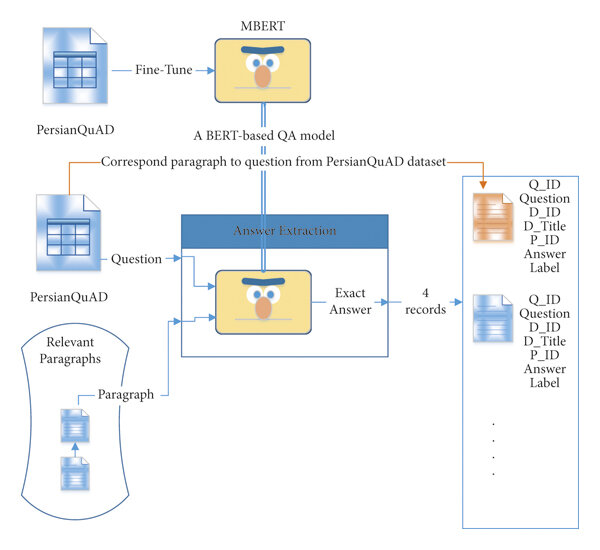 MBERT
Fine-Tune
PersianQuAD
A BERT-based QA model
Correspond paragraph to question from PersianQuAD dataset
Q_ID
Question
D_ID
D_Title
P_ID
Answer
Label
Answer Extraction
Question
PersianQuAD
Exact
Answer
4
records
Q_ID
Question
D_ID
D_Title
P_ID
Answer
Label
Relevant
Paragraphs
Paragraph
.
.
.
.